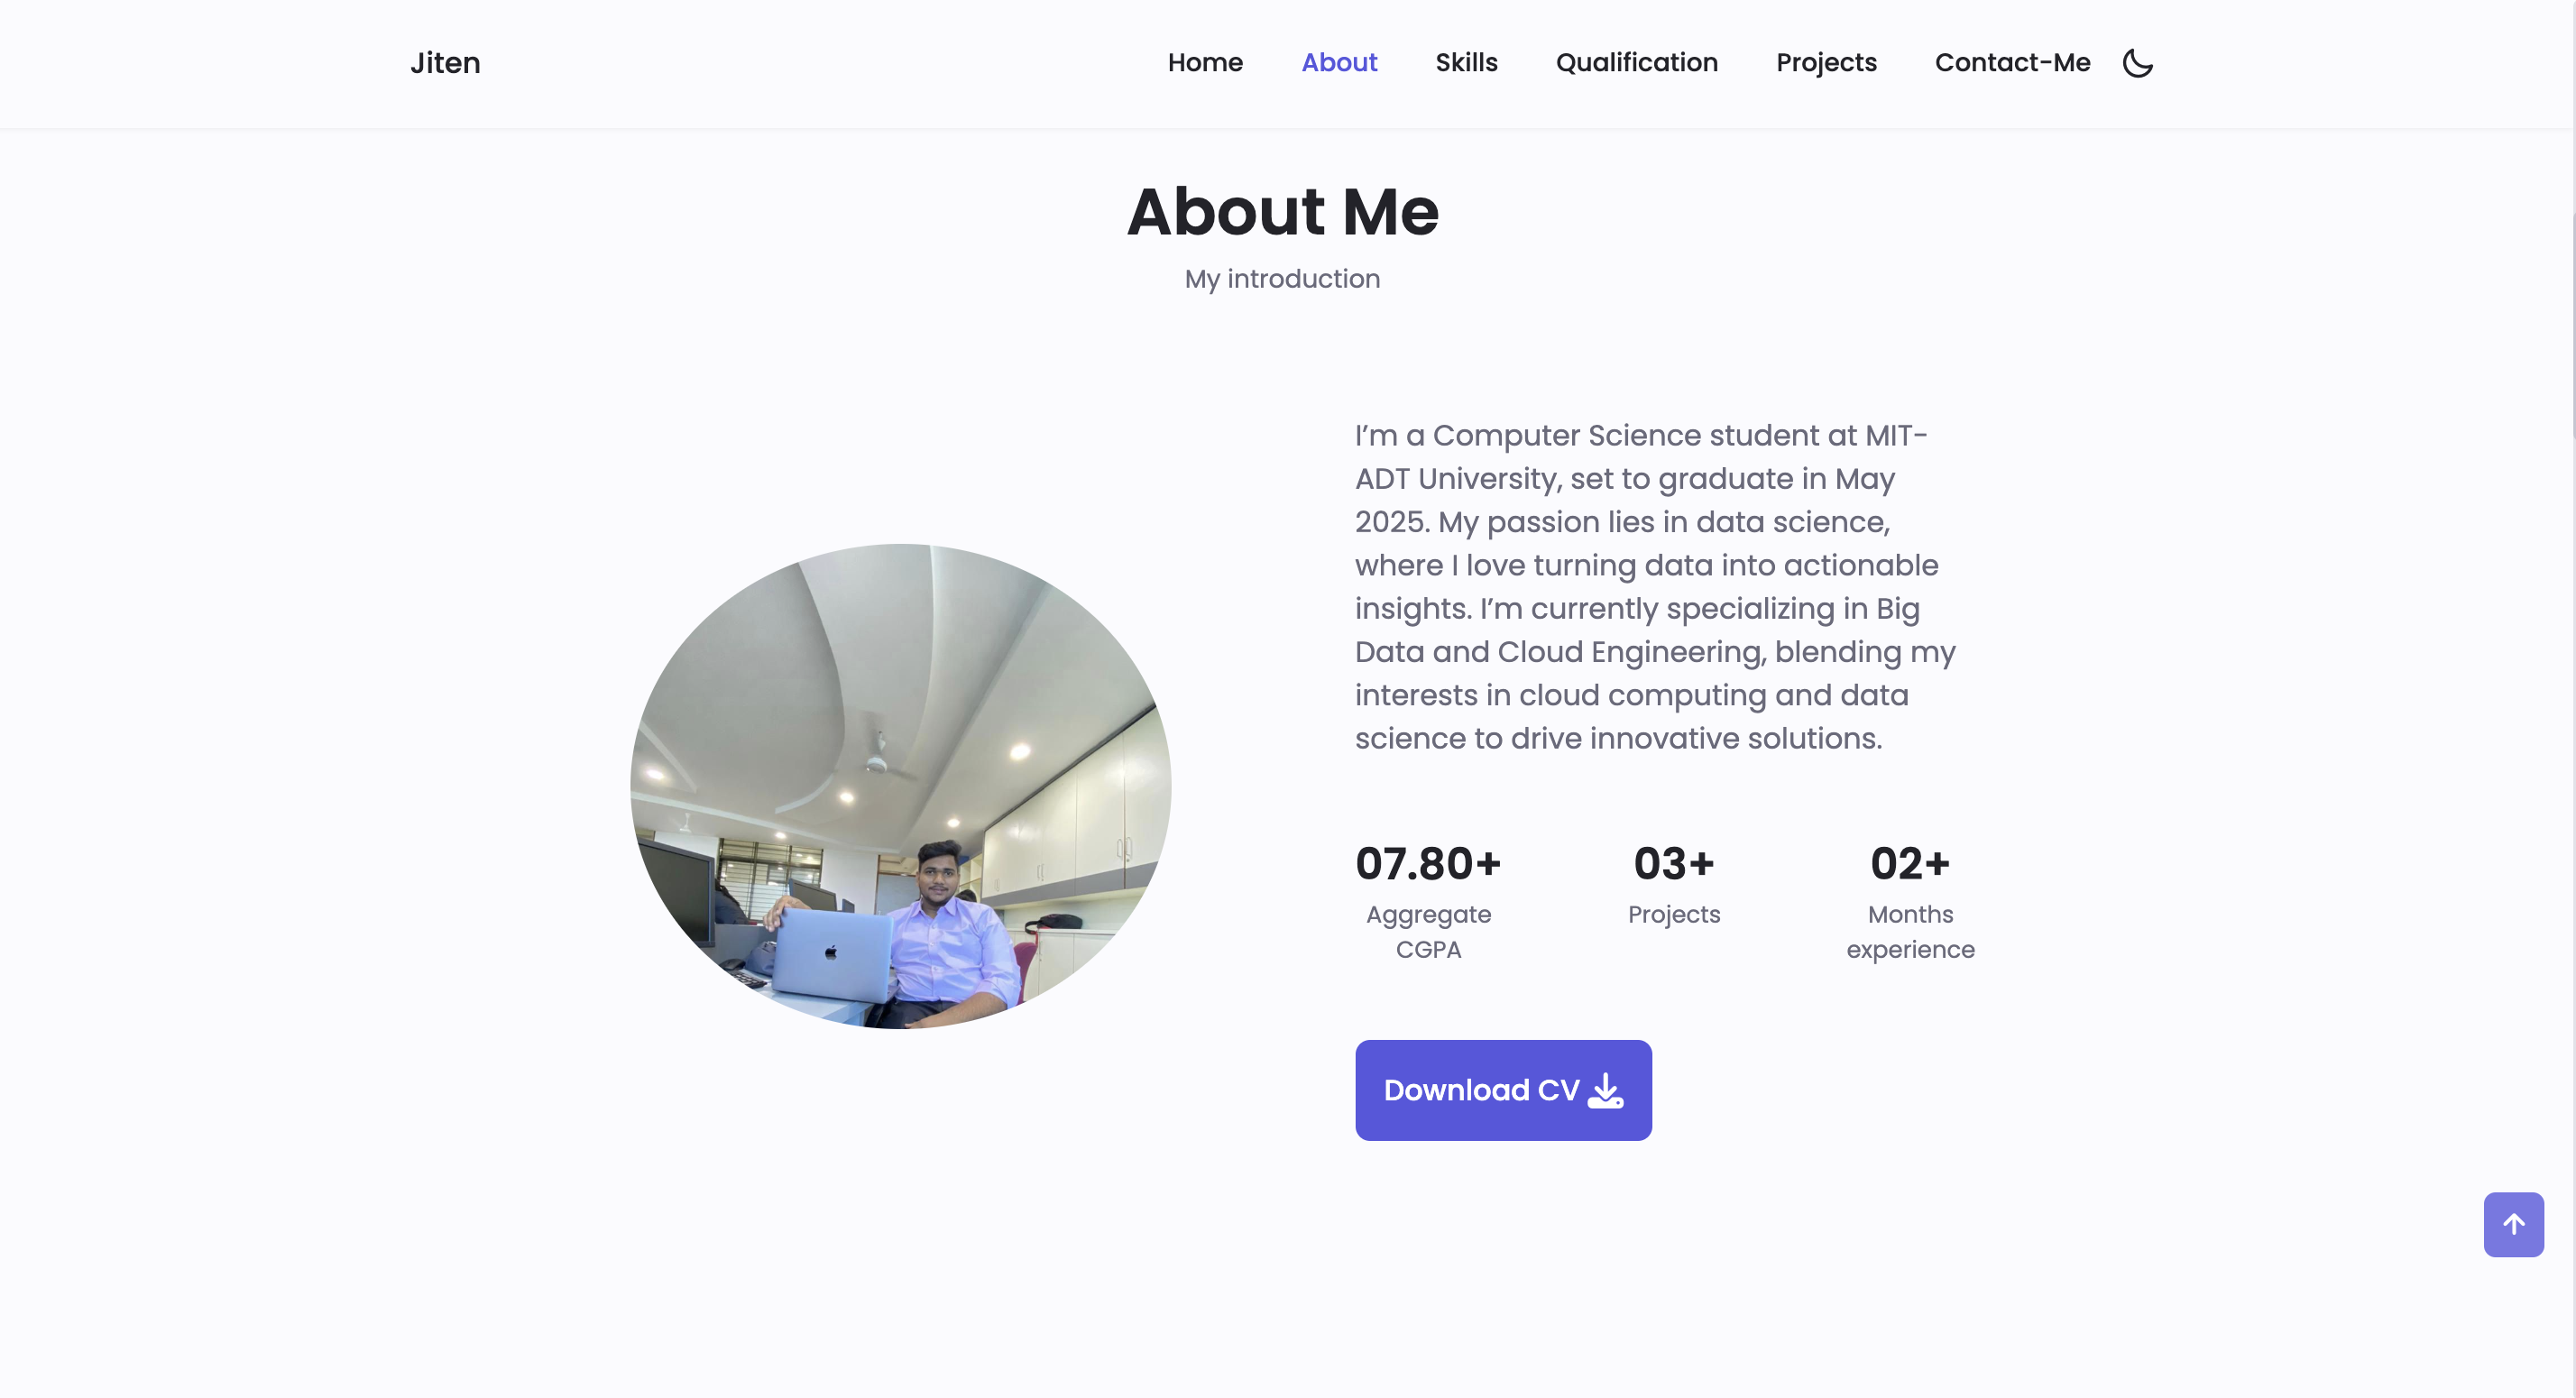 Jiten
Home About Skills Qualification Projects Contact-Me
About Me
My introduction
I’m a Computer Science student at MIT-
ADT University, set to graduate in May
2025. My passion lies in data science,
where I love turning data into actionable
insights. I’m currently specializing in Big
Data and Cloud Engineering, blending my
interests in cloud computing and data
science to drive innovative solutions.
07.80+ 03+ 02+
Aggregate Projects Months
CGPA experience
Download CV